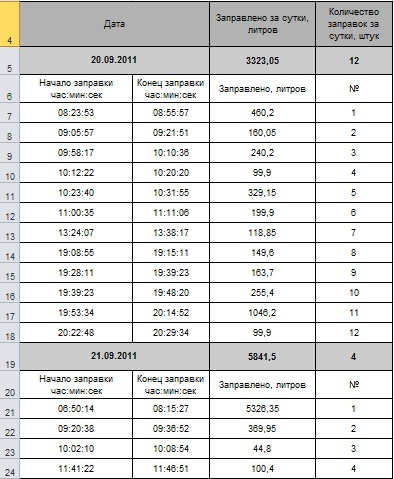 4 Дата Заправлено за сутки, литров Количество заправок за сутки, штук
5 20.09.2011 3323,05 12
6 Начало заправки час:мин:сек Конец заправки час:мин:сек Заправлено, литров №
7 08:23:53 08:55:57 460,2 1
8 09:05:57 09:21:51 160,05 2
9 09:58:17 10:10:36 240,2 3
10 10:12:22 10:20:20 99,9 4
11 10:23:40 10:31:55 329,15 5
12 11:00:35 11:11:06 199,9 6
13 13:24:07 13:38:17 118,85 7
14 19:08:55 19:15:11 149,6 8
15 19:28:11 19:39:23 163,7 9
16 19:39:23 19:48:20 255,4 10
17 19:53:34 20:14:52 1046,2 11
18 20:22:48 20:29:34 99,9 12
19 21.09.2011 5841,5 4
20 Начало заправки час:мин:сек Конец заправки час:мин:сек Заправлено, литров №
21 06:50:14 08:15:27 5326,35 1
22 09:20:38 09:36:52 369,95 2
23 10:02:10 10:08:54 44,8 3
24 11:41:22 11:46:51 100,4 4